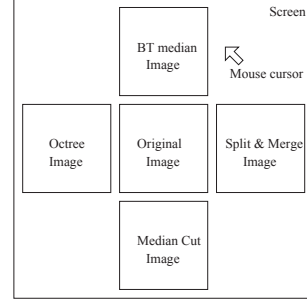 Screen
BT median
Image
Mouse cursor
Octree
Image
Original
Image
Split & Merge
Image
Median Cut
Image